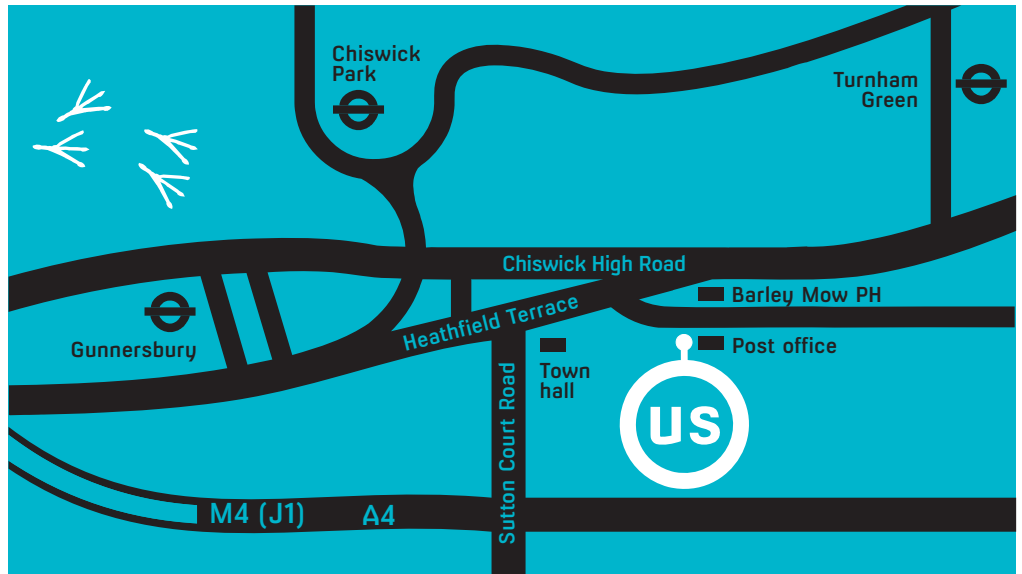 Chiswick
Park
Turnham
Green
Chiswick High Road
Barley Mow PH
Heathfield Terrace
Gunnersbury
Post office
Town
hall
us
Sutton Court Road
M4 (J1)
A4